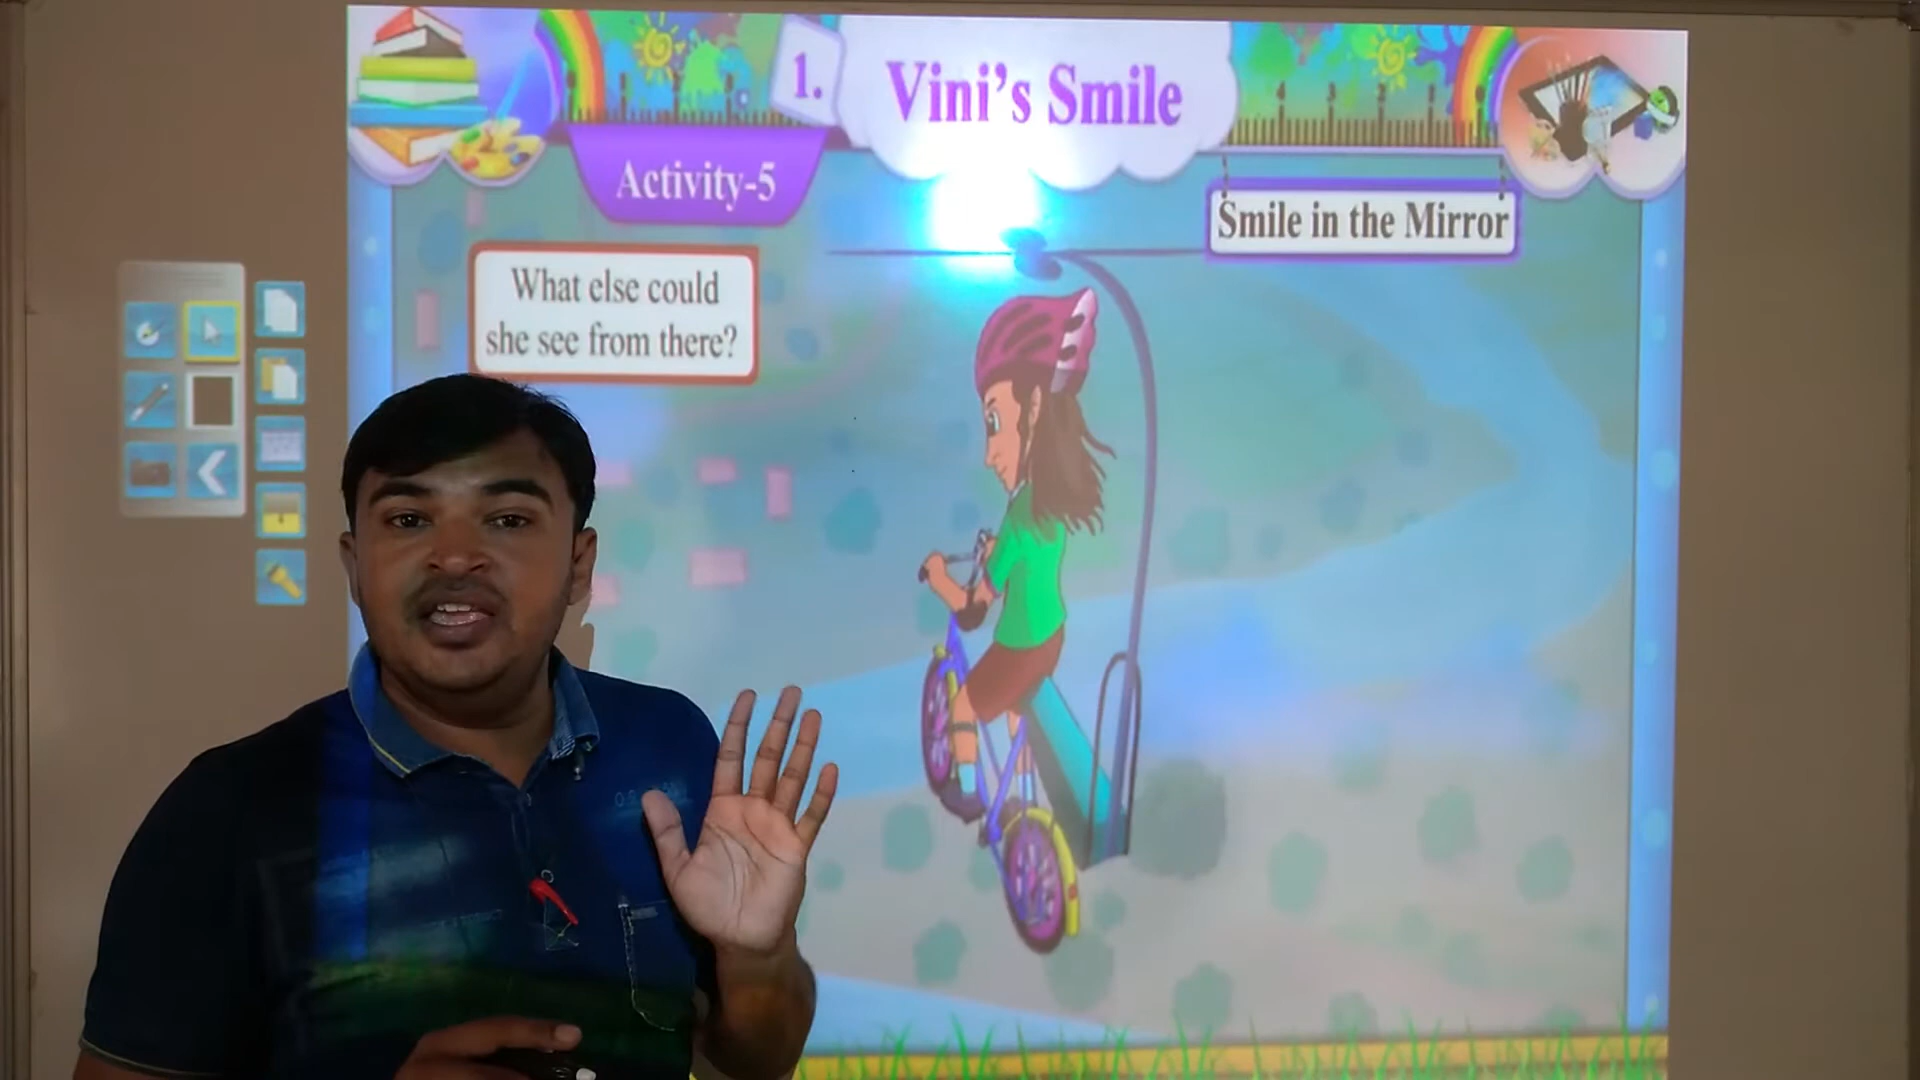 1.
Vini's Smile
Activity-5
Smile in the Mirror
What else could
she see from there?